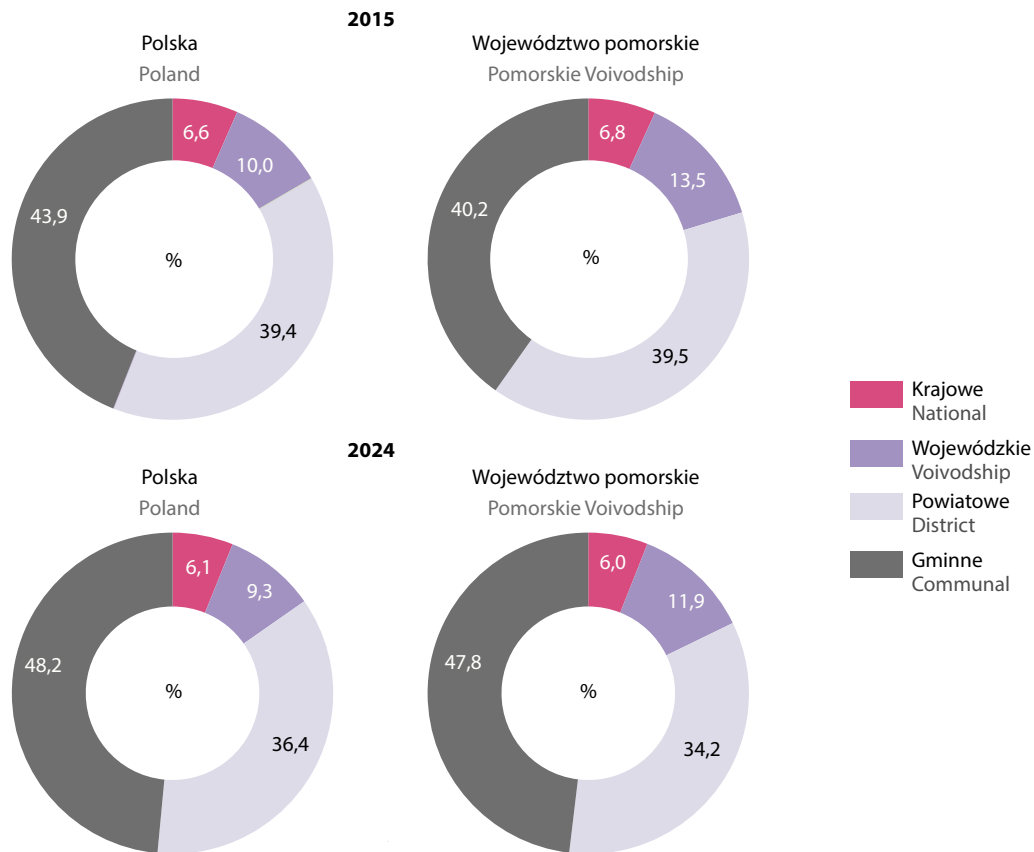 2015
Polska
Poland
Województwo pomorskie
Pomorskie Voivodship
6,6
10,0
43,9
%
39,4
6,8
13,5
40,2
%
39,5
2024
Polska
Poland
Województwo pomorskie
Pomorskie Voivodship
6,1
9,3
48,2
%
36,4
6,0
11,9
47,8
%
34,2
Krajowe
National
Wojewódzkie
Voivodship
Powiatowe
District
Gminne
Communal